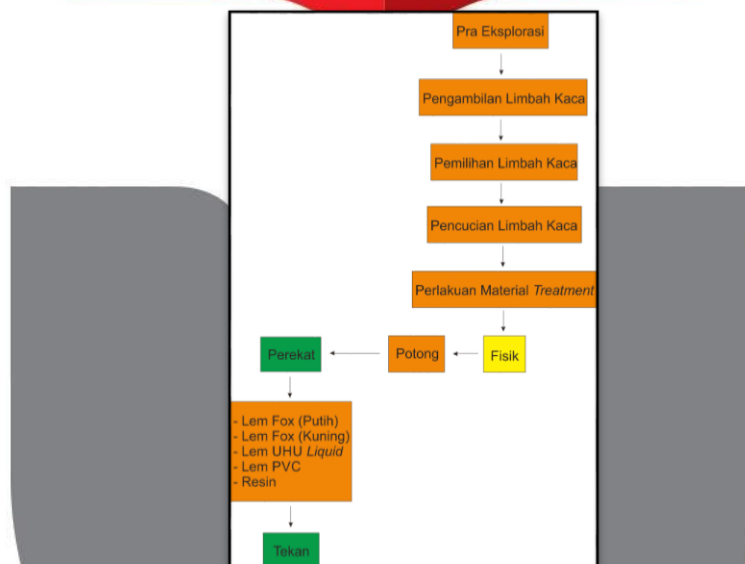 Pra Eksplorasi
Pengambilan Limbah Kaca
Pemilihan Limbah Kaca
Pencucian Limbah Kaca
Perlakuan Material Treatment
Perekat
Potong
Fisik
- Lem Fox (Putih)
- Lem Fox (Kuning)
- Lem UHU Liquid
- Lem PVC
- Resin
Tekan